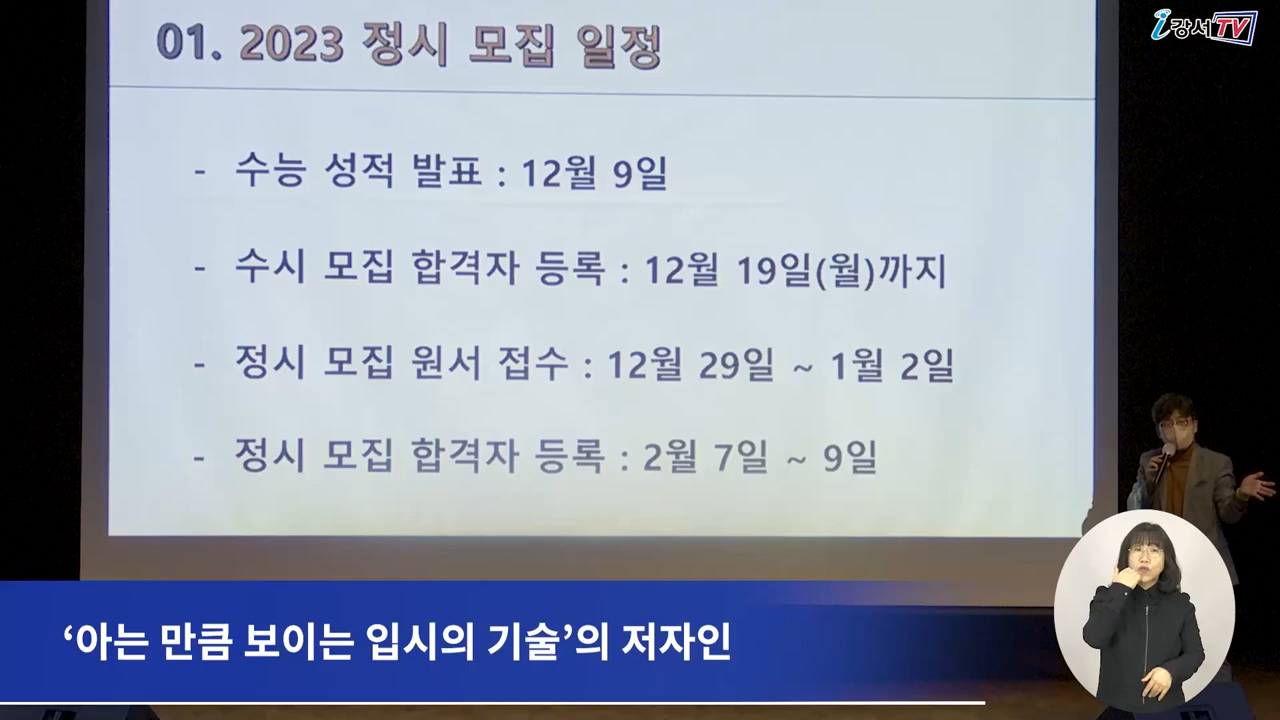 01. 2023 정시 모집 일정
i강서TV
- 수능 성적 발표 : 12월 9일
- 수시 모집 합격자 등록 : 12월 19일(월)까지
- 정시 모집 원서 접수 : 12월 29일 ~ 1월 2일
- 정시 모집 합격자 등록 : 2월 7일 ~ 9일
‘아는 만큼 보이는 입시의 기술’의 저자인